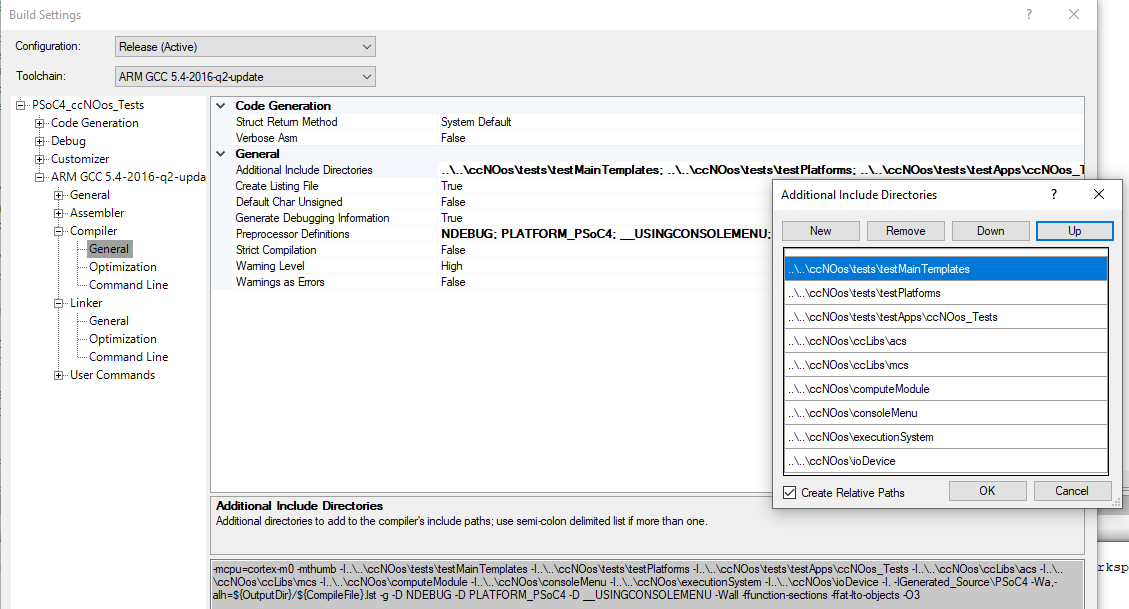 Build Settings
?
Configuration:
Release (Active)
Toolchain:
ARM GCC 5.4-2016-q2-update
PSoC4_ccNOos_Tests
Code Generation
Debug
Customizer
ARM GCC 5.4-2016-q2-upda
General
Assembler
Compiler
General
Optimization
Command Line
Linker
General
Optimization
Command Line
User Commands
Code Generation
Struct Return Method System Default
Verbose Asm False
General
Additional Include Directories ..\..\ccNOos\tests\testMainTemplates; ..\..\ccNOos\tests\testPlatforms; ..\..\ccNOos\tests\testApps\ccNOos_T
Create Listing File True
Default Char Unsigned False
Generate Debugging Information True
Preprocessor Definitions NDEBUG; PLATFORM_PSoC4; __USINGCONSOLEMENU;
Strict Compilation False
Warning Level High
Warnings as Errors False
Additional Include Directories
?
New Remove Down Up
..\..\ccNOos\tests\testMainTemplates
..\..\ccNOos\tests\testPlatforms
..\..\ccNOos\tests\testApps\ccNOos_Tests
..\..\ccNOos\ccLibs\acs
..\..\ccNOos\ccLibs\mcs
..\..\ccNOos\computeModule
..\..\ccNOos\consoleMenu
..\..\ccNOos\executionSystem
..\..\ccNOos\ioDevice
Create Relative Paths OK Cancel
Additional Include Directories
Additional directories to add to the compiler's include paths; use semi-colon delimited list if more than one.
-mcpu=cortex-m0 -mthumb -I..\..\ccNOos\tests\testMainTemplates -I..\..\ccNOos\tests\testPlatforms -I..\..\ccNOos\tests\testApps\ccNOos_Tests -I..\..\ccNOos\ccLibs\acs -I..\..
\ccNOos\ccLibs\mcs -I..\..\ccNOos\computeModule -I..\..\ccNOos\consoleMenu -I..\..\ccNOos\executionSystem -I..\..\ccNOos\ioDevice -I. -IGenerated_Source\PSoC4 -Wa,-
alh=${OutputDir}/${CompileFile}.lst -g -D NDEBUG -D PLATFORM_PSoC4 -D __USINGCONSOLEMENU -Wall -ffunction-sections -ffat-lto-objects -O3
rksp